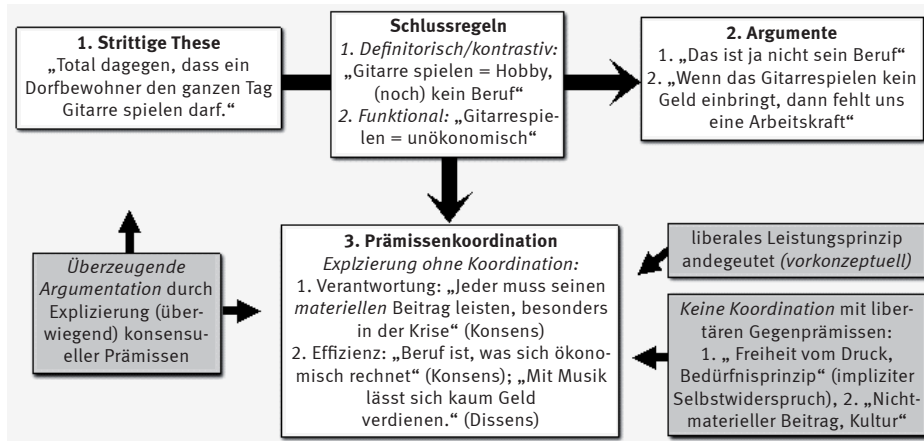 1. Strittige These
„Total dagegen, dass ein
Dorfbewohner den ganzen Tag
Gitarre spielen darf.“
Schlussregeln
1. Definitorisch/kontrastiv:
„Gitarre spielen = Hobby,
(noch) kein Beruf“
2. Funktional: „Gitarrespie-
len = unökonomisch“
2. Argumente
1. „Das ist ja nicht sein Beruf“
2. „Wenn das Gitarrespielen kein
Geld einbringt, dann fehlt uns
eine Arbeitskraft“
Überzeugende
Argumentation durch
Explizierung (über-
wiegend) konsensu-
eller Prämissen
3. Prämissenkoordination
Explzierung ohne Koordination:
1. Verantwortung: „Jeder muss seinen
materiellen Beitrag leisten, besonders
in der Krise“ (Konsens)
2. Effizienz: „Beruf ist, was sich ökono-
misch rechnet“ (Konsens); „Mit Musik
lässt sich kaum Geld
verdienen.“ (Dissens)
liberales Leistungsprinzip
andegeutet (vorkonzeptuell)
Keine Koordination mit liber-
tären Gegenprämissen:
1. „ Freiheit vom Druck,
Bedürfnisprinzip“ (impliziter
Selbstwiderspruch), 2. „Nicht-
materieller Beitrag, Kultur“